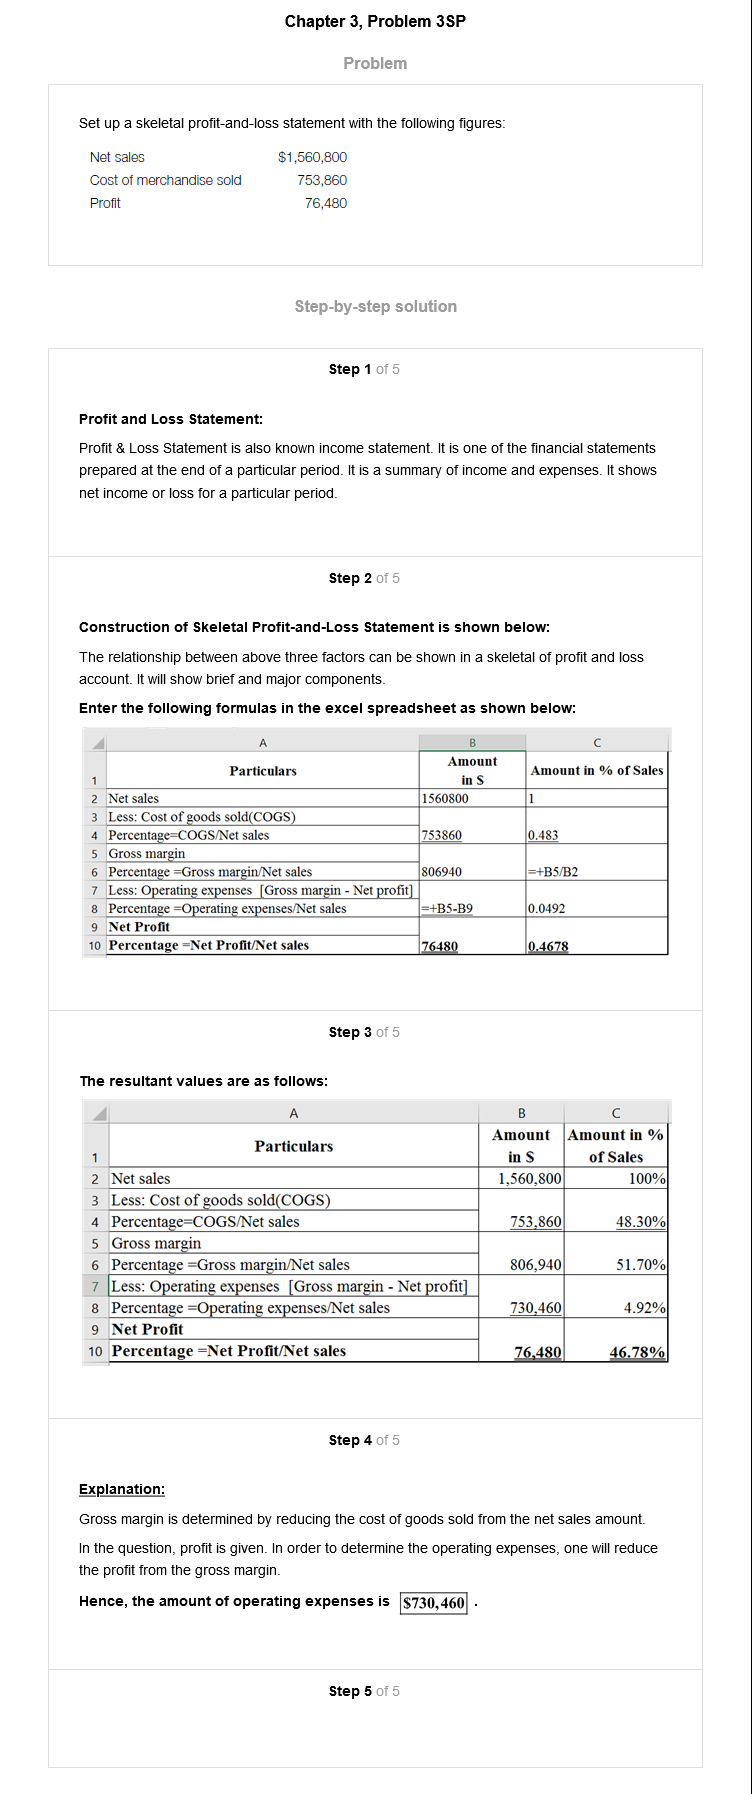 Chapter 3, Problem 3SP
Problem
Set up a skeletal profit-and-loss statement with the following figures:
Net sales $1,560,800
Cost of merchandise sold 753,860
Profit 76,480
Step-by-step solution
Step 1 of 5
Profit and Loss Statement:
Profit & Loss Statement is also known income statement. It is one of the financial statements
prepared at the end of a particular period. It is a summary of income and expenses. It shows
net income or loss for a particular period.
Step 2 of 5
Construction of Skeletal Profit-and-Loss Statement is shown below:
The relationship between above three factors can be shown in a skeletal of profit and loss
account. It will show brief and major components.
Enter the following formulas in the excel spreadsheet as shown below:
A B C
1 Particulars Amount in $ Amount in % of Sales
2 Net sales 1560800 1
3 Less: Cost of goods sold(COGS)
4 Percentage=COGS/Net sales 753860 0.483
5 Gross margin
6 Percentage =Gross margin/Net sales 806940 =+B5/B2
7 Less: Operating expenses [Gross margin - Net profit]
8 Percentage =Operating expenses/Net sales =+B5-B9 0.0492
9 Net Profit
10 Percentage =Net Profit/Net sales 76480 0.4678
Step 3 of 5
The resultant values are as follows:
A B C
1 Particulars Amount in $ Amount in % of Sales
2 Net sales 1,560,800 100%
3 Less: Cost of goods sold(COGS)
4 Percentage=COGS/Net sales 753,860 48.30%
5 Gross margin
6 Percentage =Gross margin/Net sales 806,940 51.70%
7 Less: Operating expenses [Gross margin - Net profit]
8 Percentage =Operating expenses/Net sales 730,460 4.92%
9 Net Profit
10 Percentage =Net Profit/Net sales 76,480 46.78%
Step 4 of 5
Explanation:
Gross margin is determined by reducing the cost of goods sold from the net sales amount.
In the question, profit is given. In order to determine the operating expenses, one will reduce
the profit from the gross margin.
Hence, the amount of operating expenses is $730,460 .
Step 5 of 5